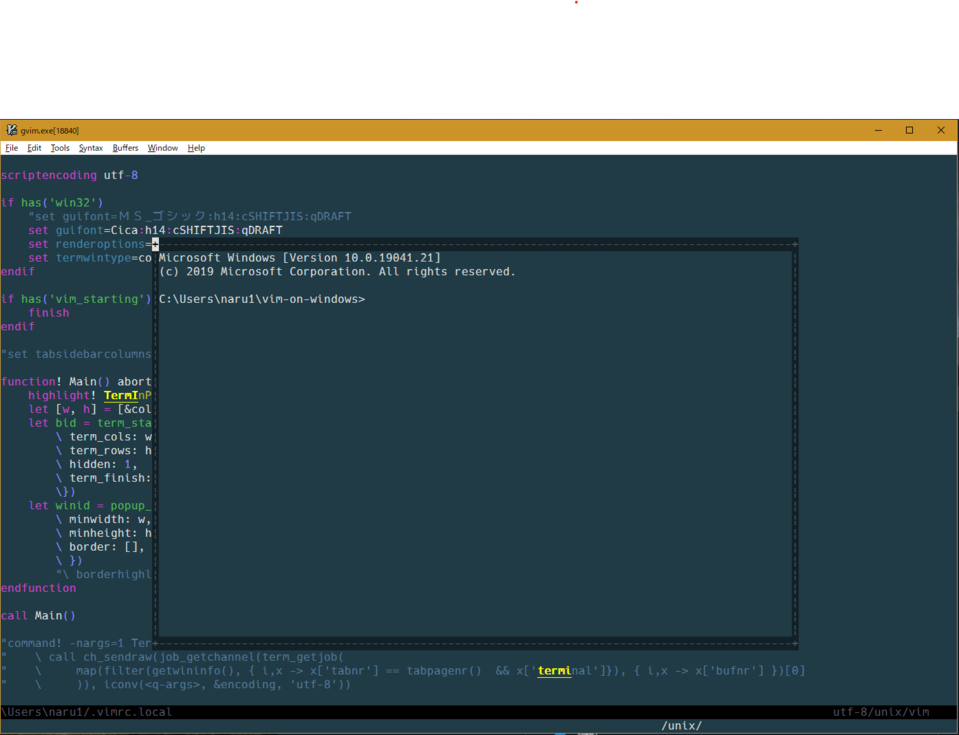 gvim.exe[18840]
File Edit Tools Syntax Buffers Window Help
scriptencoding utf-8
if has('win32')
"set guifont=ＭＳ_ゴシック:h14:cSHIFTJIS:qDRAFT
set guifont=Cica:h14:cSHIFTJIS:qDRAFT
set renderoptions=
set termwintype=co
endif
if has('vim_starting')
finish
endif
"set tabsidebarcolumns
function! Main() abort
highlight! TermInP
let [w, h] = [&col
let bid = term_sta
\ term_cols: w
\ term_rows: h
\ hidden: 1,
\ term_finish:
\})
let winid = popup_
\ minwidth: w,
\ minheight: h
\ border: [],
\ })
"\ borderhighl
endfunction
call Main()
"command! -nargs=1 Ter
" \ call ch_sendraw(job_getchannel(term_getjob(
" \ map(filter(getwininfo(), { i,x -> x['tabnr'] == tabpagenr() && x['terminal']}), { i,x -> x['bufnr'] })[0]
" \ )), iconv(<q-args>, &encoding, 'utf-8'))
Microsoft Windows [Version 10.0.19041.21]
(c) 2019 Microsoft Corporation. All rights reserved.
C:\Users\naru1\vim-on-windows>
\Users\naru1/.vimrc.local utf-8/unix/vim
/unix/